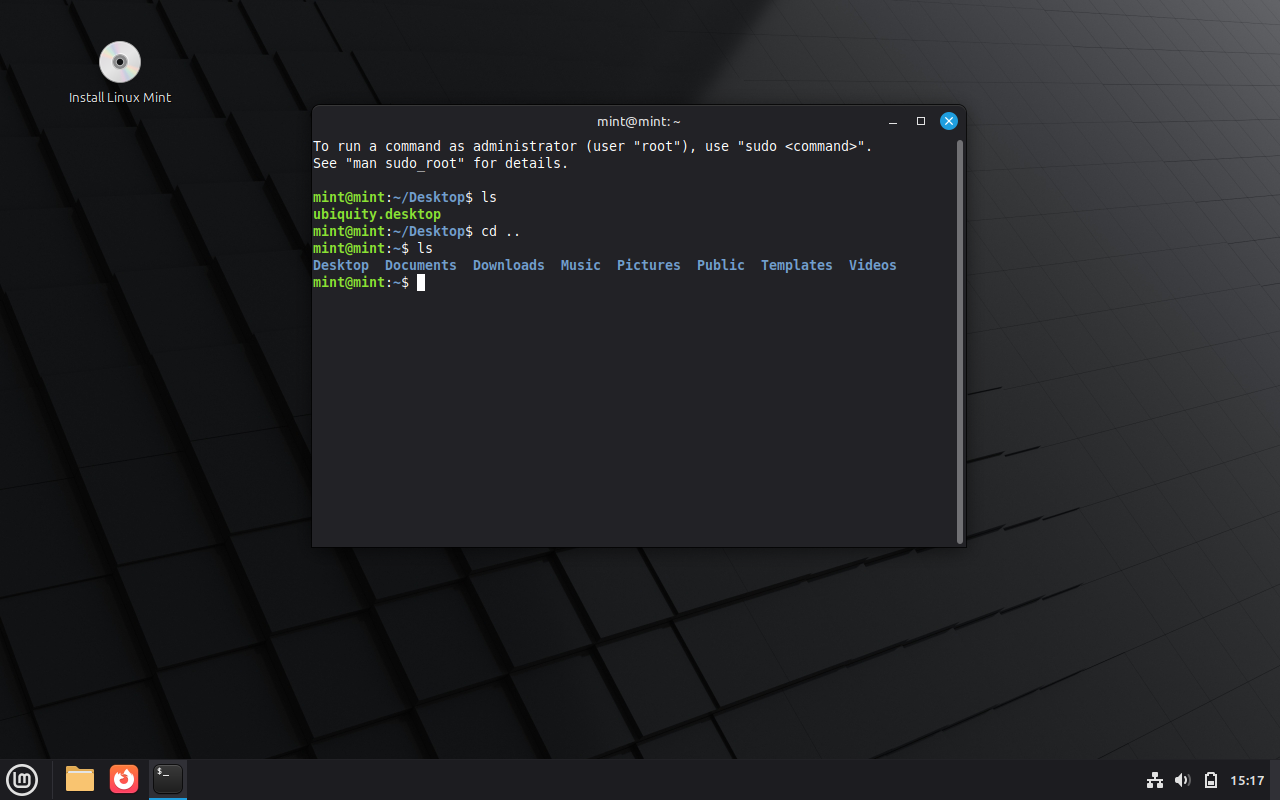 Install Linux Mint
mint@mint: ~
To run a command as administrator (user "root"), use "sudo <command>".
See "man sudo_root" for details.
mint@mint:~/Desktop$ ls
ubiquity.desktop
mint@mint:~/Desktop$ cd ..
mint@mint:~$ ls
Desktop  Documents  Downloads  Music  Pictures  Public  Templates  Videos
mint@mint:~$
$_
15:17